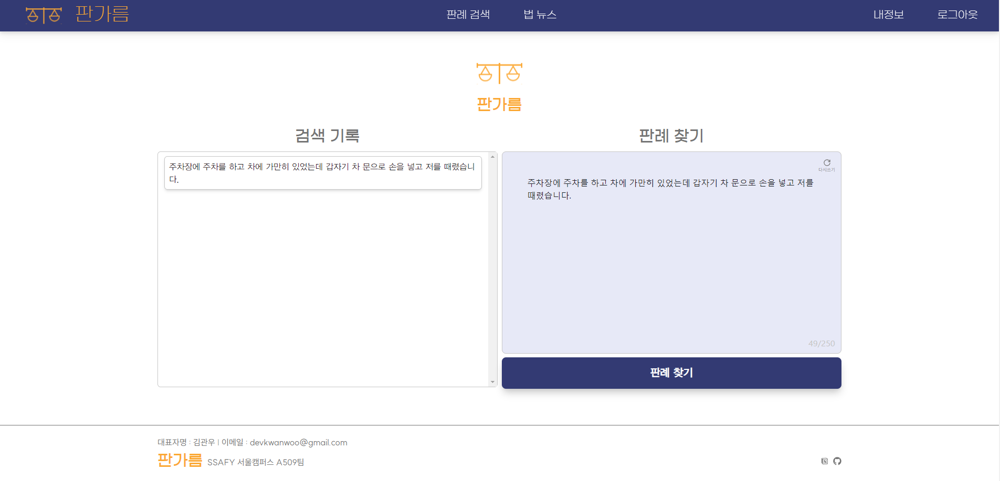 판가름
판례 검색
법 뉴스
내정보
로그아웃
판가름
검색 기록
주차장에 주차를 하고 차에 가만히 있었는데 갑자기 차 문으로 손을 넣고 저를 때렸습니
다.
판례 찾기
다시쓰기
주차장에 주차를 하고 차에 가만히 있었는데 갑자기 차 문으로 손을 넣고 저를
때렸습니다.
49/250
판례 찾기
대표자명 : 김관우 | 이메일 : devkwanwoo@gmail.com
판가름 SSAFY 서울캠퍼스 A509팀